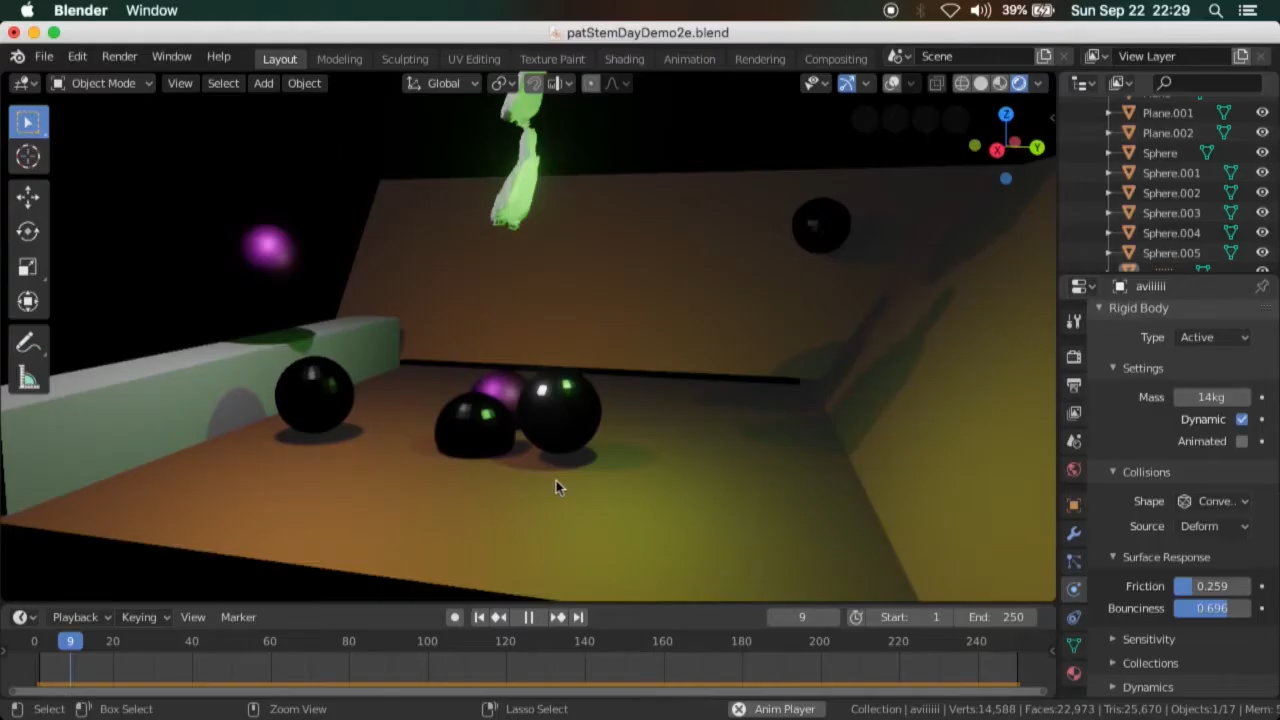 Blender Window 39% Sun Sep 22 22:29
patStemDayDemo2e.blend
File Edit Render Window Help Layout Modeling Sculpting UV Editing Texture Paint Shading Animation Rendering Compositing Scene View Layer
Object Mode View Select Add Object Global
Z
X Y
Plane.001
Plane.002
Sphere
Sphere.001
Sphere.002
Sphere.003
Sphere.004
Sphere.005
Rigid Body
Type Active
Settings
Mass 14kg
Dynamic
Animated
Collisions
Shape Conve..
Source Deform
Surface Response
Friction 0.259
Bounciness 0.696
Sensitivity
Collections
Dynamics
Playback Keying View Marker 9 Start: 1 End: 250
0 9 20 40 60 80 100 120 140 160 180 200 220 240
Select Box Select Zoom View Lasso Select Anim Player Verts:14,588 | Faces:22,973 | Tris:25,670 | Objects:1/17 | Mem: